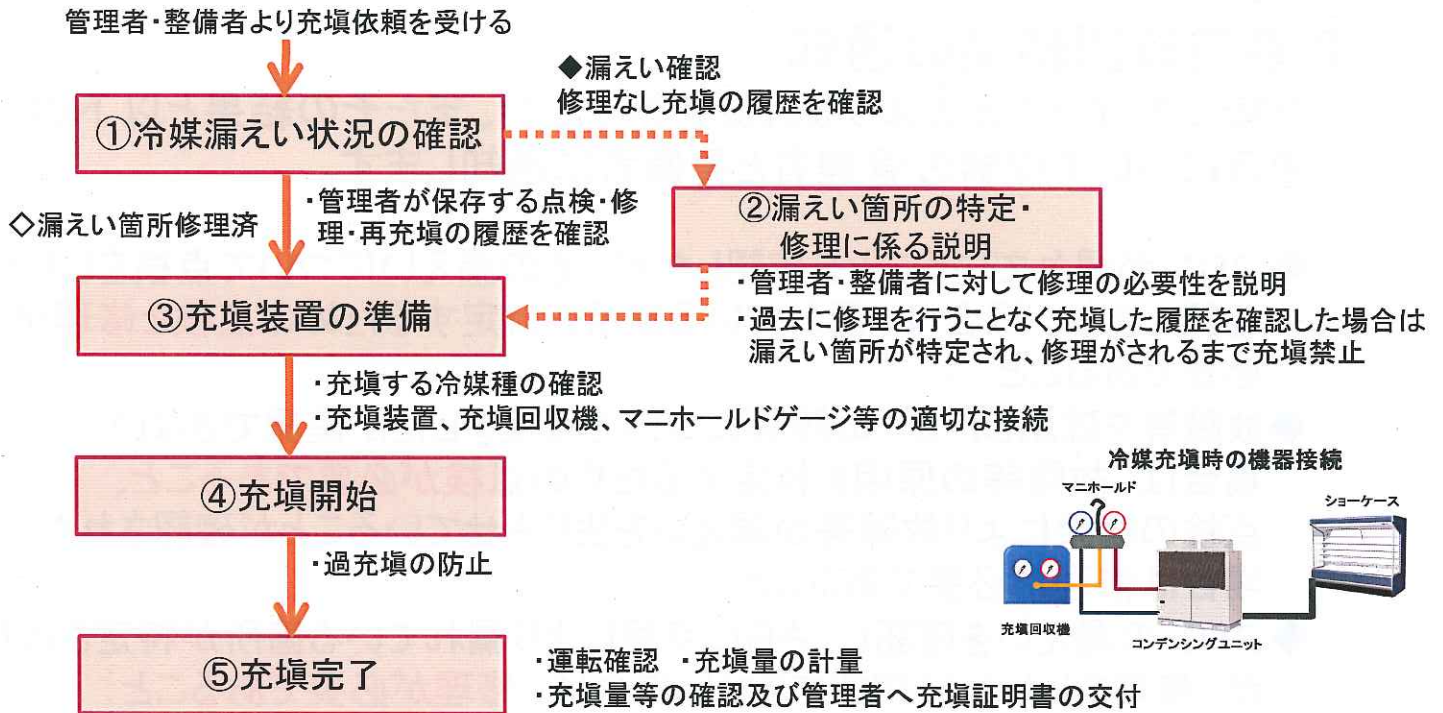 管理者・整備者より充塡依頼を受ける
◆漏えい確認
修理なし充塡の履歴を確認
①冷媒漏えい状況の確認
◇漏えい箇所修理済
・管理者が保存する点検・修
理・再充塡の履歴を確認
②漏えい箇所の特定・
修理に係る説明
・管理者・整備者に対して修理の必要性を説明
・過去に修理を行うことなく充塡した履歴を確認した場合は
漏えい箇所が特定され、修理がされるまで充塡禁止
③充塡装置の準備
・充塡する冷媒種の確認
・充塡装置、充塡回収機、マニホールドゲージ等の適切な接続
④充塡開始
・過充塡の防止
冷媒充塡時の機器接続
マニホールド
ショーケース
充塡回収機
コンデンシングユニット
⑤充塡完了
・運転確認 ・充塡量の計量
・充塡量等の確認及び管理者へ充塡証明書の交付